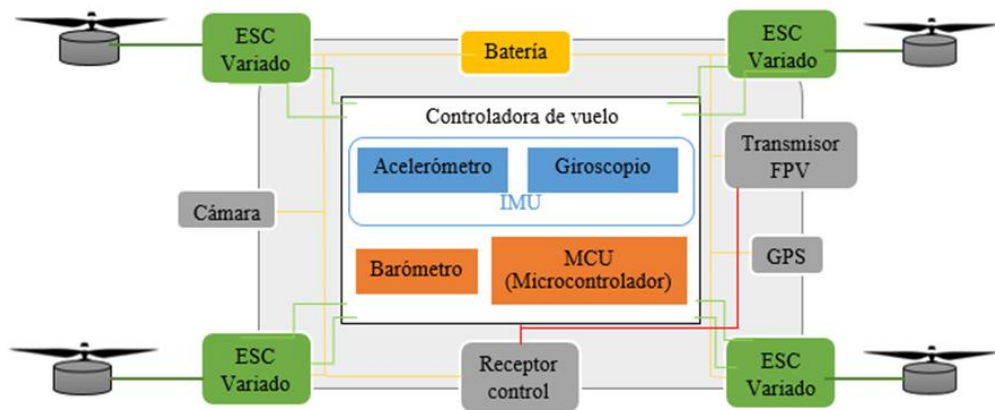 ESC
Variado
Batería
ESC
Variado
Controladora de vuelo
Acelerómetro
Giroscopio
IMU
Transmisor
FPV
Cámara
Barómetro
MCU
(Microcontrolador)
GPS
ESC
Variado
Receptor
control
ESC
Variado